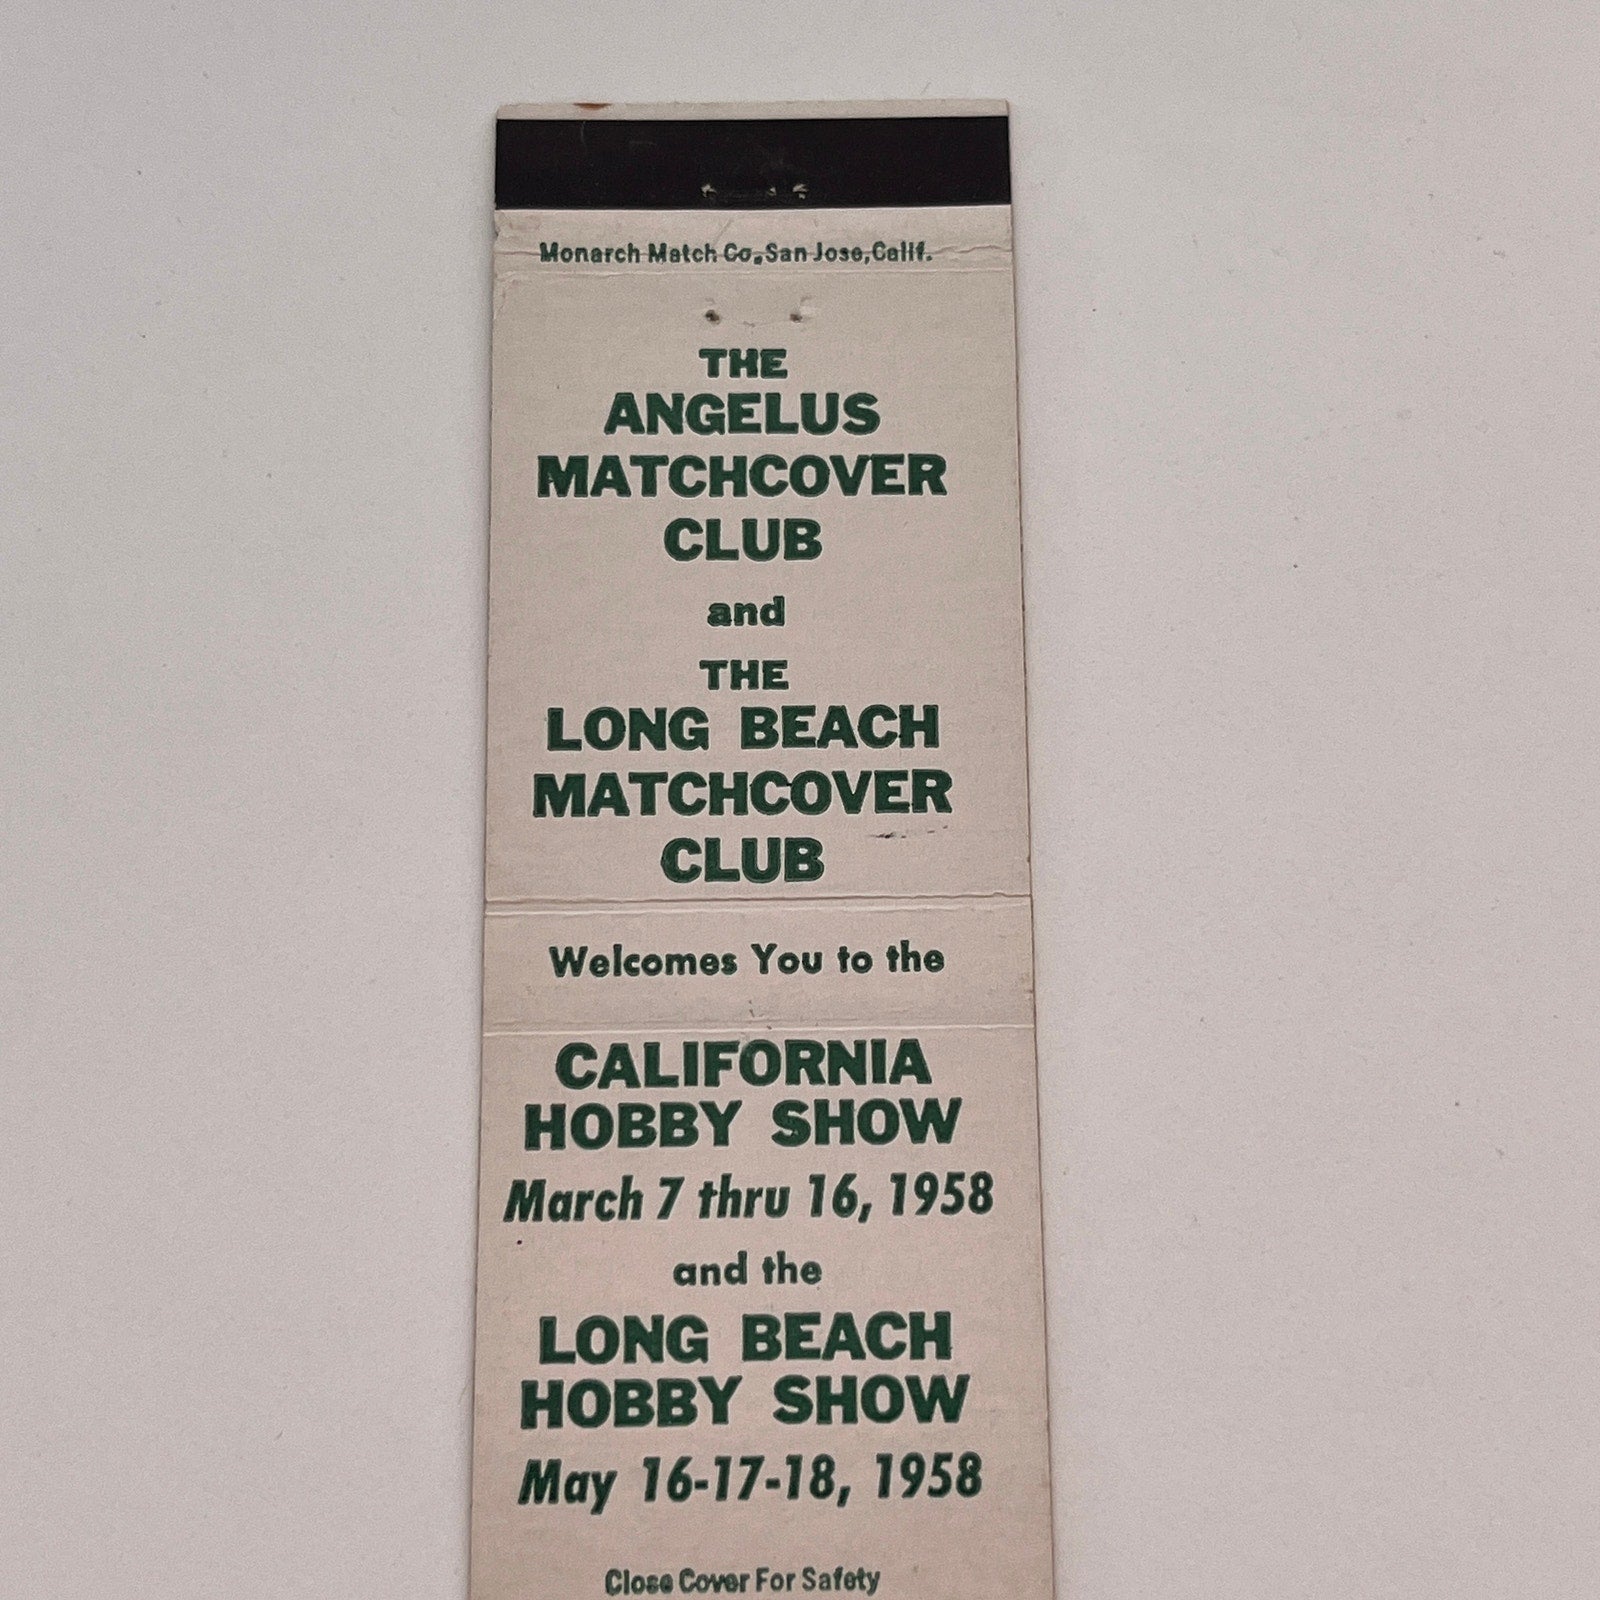 Monarch Match Co., San Jose, Calif.
THE
ANGELUS
MATCHCOVER
CLUB
and
THE
LONG BEACH
MATCHCOVER
CLUB
Welcomes You to the
CALIFORNIA
HOBBY SHOW
March 7 thru 16, 1958
and the
LONG BEACH
HOBBY SHOW
May 16-17-18, 1958
Close Cover For Safety